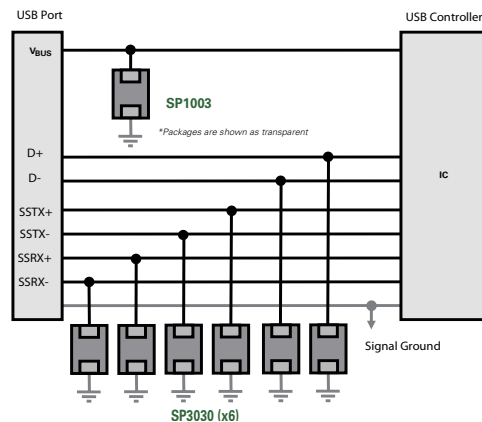 USB Port
USB Controller
VBUS
SP1003
*Packages are shown as transparent
D+
D-
IC
SSTX+
SSTX-
SSRX+
SSRX-
Signal Ground
SP3030 (x6)